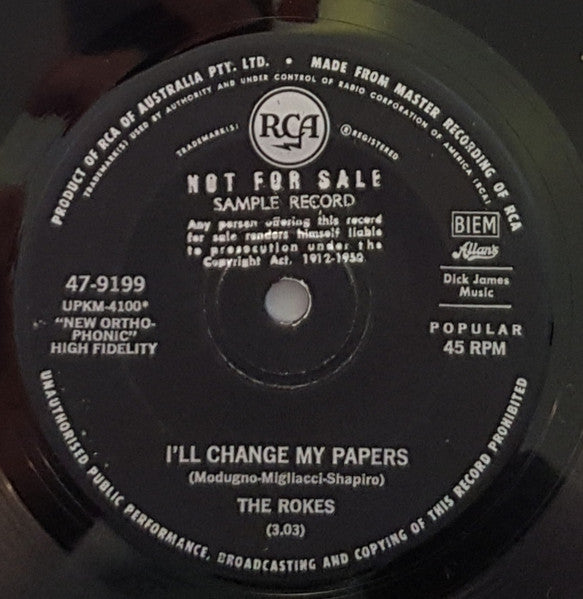 PRODUCT OF RCA OF AUSTRALIA PTY. LTD. • MADE FROM MASTER RECORDING OF RCA
TRADEMARK(S) USED BY AUTHORITY AND UNDER CONTROL OF RADIO CORPORATION OF AMERICA (RCA)
TRADEMARK(S)
RCA
® REGISTERED
NOT FOR SALE
SAMPLE RECORD
Any person offering this record
for sale renders himself liable
to prosecution under the
Copyright Act. 1912-1950
47-9199
UPKM-4100*
"NEW ORTHO-
PHONIC"
HIGH FIDELITY
BIEM
Allan's
Dick James
Music
POPULAR
45 RPM
I'LL CHANGE MY PAPERS
(Modugno-Migliacci-Shapiro)
THE ROKES
(3.03)
UNAUTHORISED PUBLIC PERFORMANCE, BROADCASTING AND COPYING OF THIS RECORD PROHIBITED